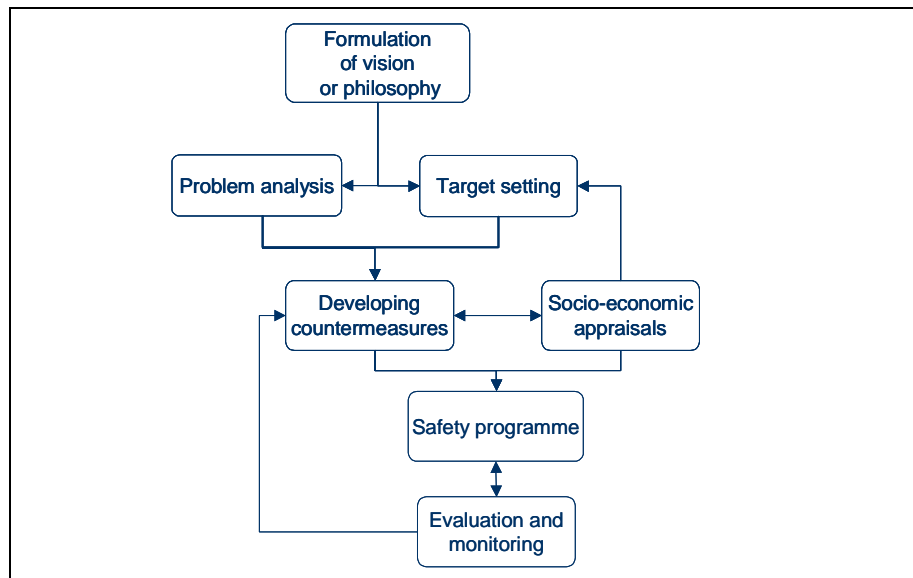 Formulation
of vision
or philosophy
Problem analysis
Target setting
Developing
countermeasures
Socio-economic
appraisals
Safety programme
Evaluation and
monitoring